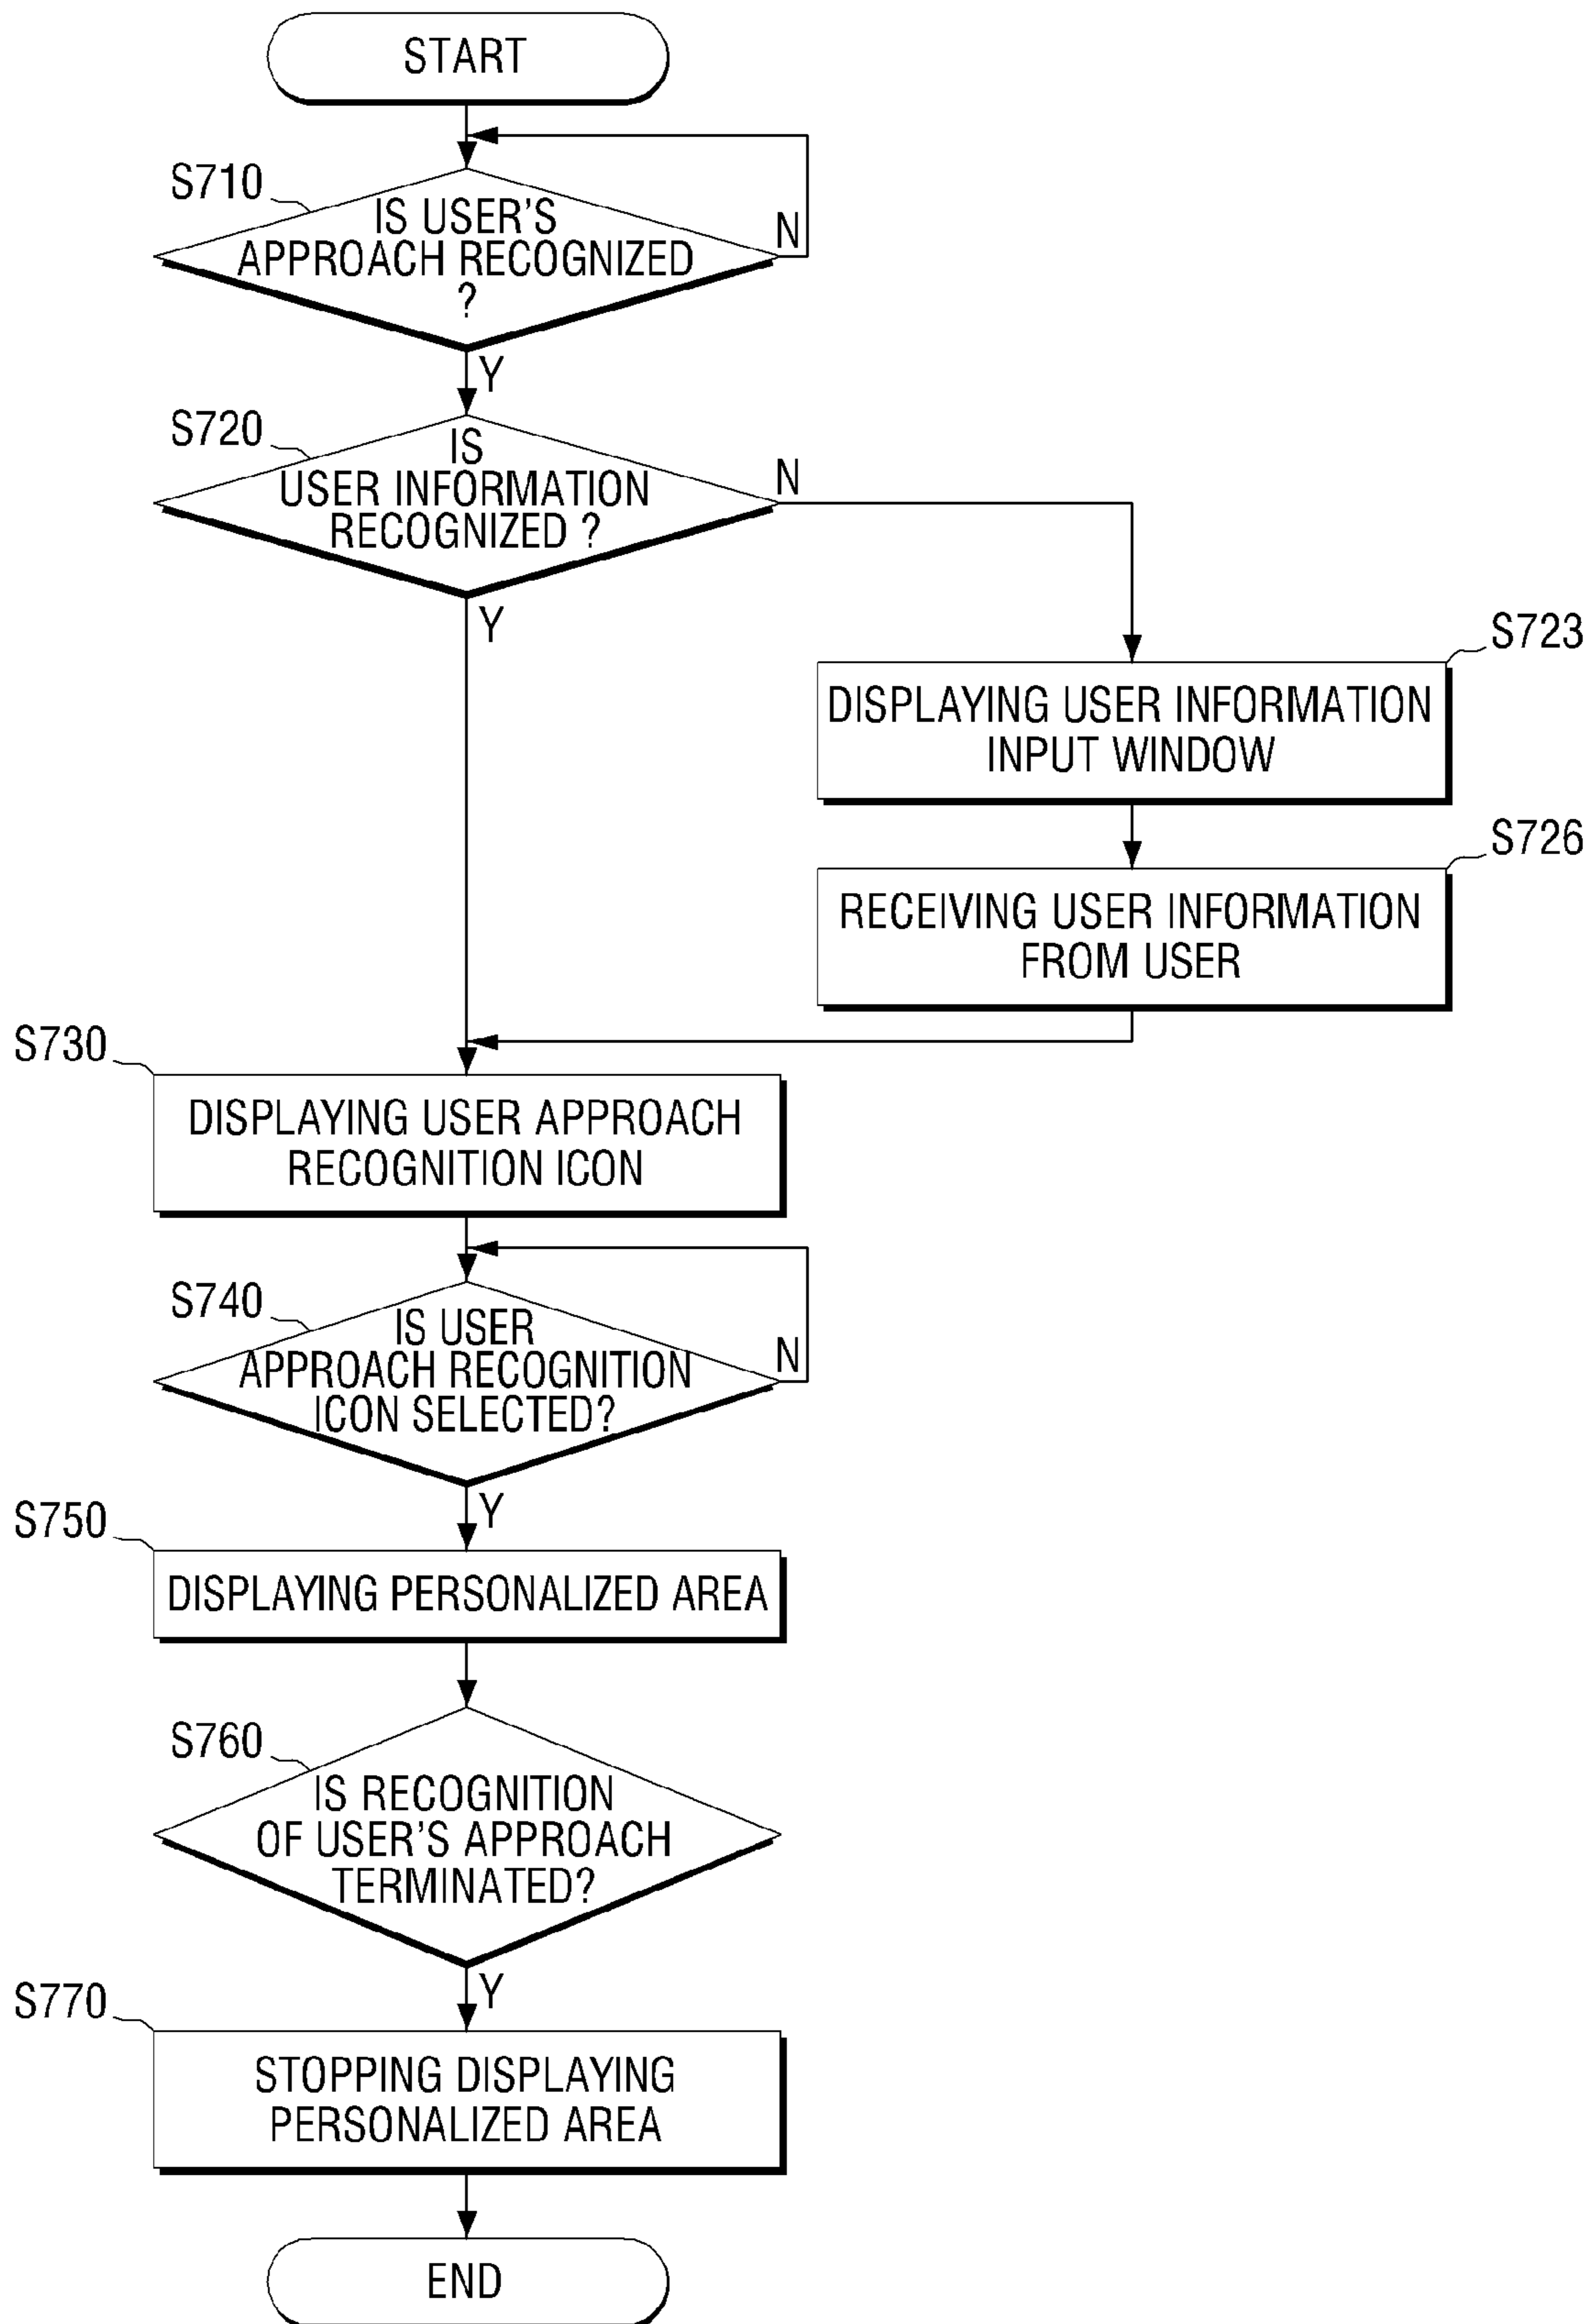 START
S710
IS USER'S
APPROACH RECOGNIZED
?
N
Y
S720
IS
USER INFORMATION
RECOGNIZED ?
N
Y
S723
DISPLAYING USER INFORMATION
INPUT WINDOW
S726
RECEIVING USER INFORMATION
FROM USER
S730
DISPLAYING USER APPROACH
RECOGNITION ICON
S740
IS USER
APPROACH RECOGNITION
ICON SELECTED?
N
Y
S750
DISPLAYING PERSONALIZED AREA
S760
IS RECOGNITION
OF USER'S APPROACH
TERMINATED?
Y
S770
STOPPING DISPLAYING
PERSONALIZED AREA
END